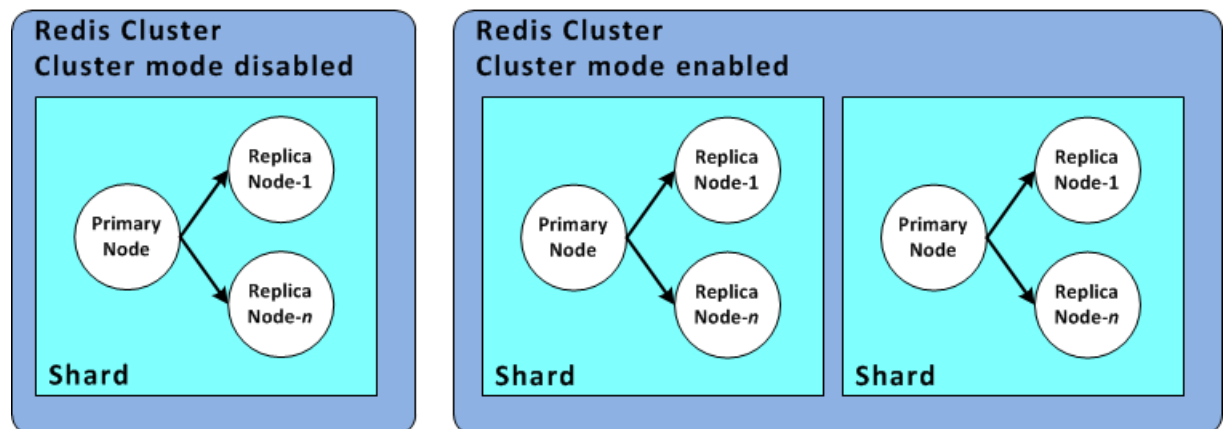 Redis Cluster
Cluster mode disabled
Replica
Node-1
Primary
Node
Replica
Node-n
Shard
Redis Cluster
Cluster mode enabled
Replica
Node-1
Primary
Node
Replica
Node-n
Shard
Replica
Node-1
Primary
Node
Replica
Node-n
Shard